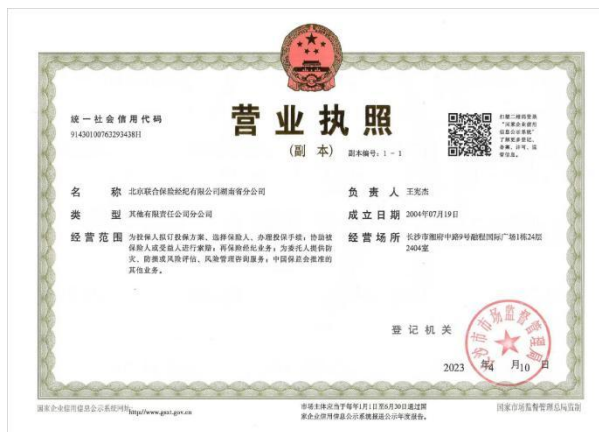 统一社会信用代码
91430100763293438H
营业执照
(副 本) 副本编号：1-1
扫描二维码登录
“国家企业信用
信息公示系统”
了解更多登记、
备案、许可、监
管信息。
名 称 北京联合保险经纪有限公司湖南省分公司
负 责 人 王宪杰
类 型 其他有限责任公司分公司
成立日期 2004年07月19日
经营范围 为投保人拟订投保方案、选择保险人、办理投保手续；协助被
保险人或受益人进行索赔；再保险经纪业务；为委托人提供防
灾、防损或风险评估、风险管理咨询服务；中国保监会批准的
其他业务。
经营场所 长沙市湘府中路9号融程国际广场1栋24层
2404室
登记机关
长沙市市场监督管理局
2023 年 4 月 10 日
国家企业信用信息公示系统网址：http://www.gsxt.gov.cn
市场主体应当于每年1月1日至6月30日通过国
家企业信用信息公示系统报送公示年度报告。
国家市场监督管理总局监制